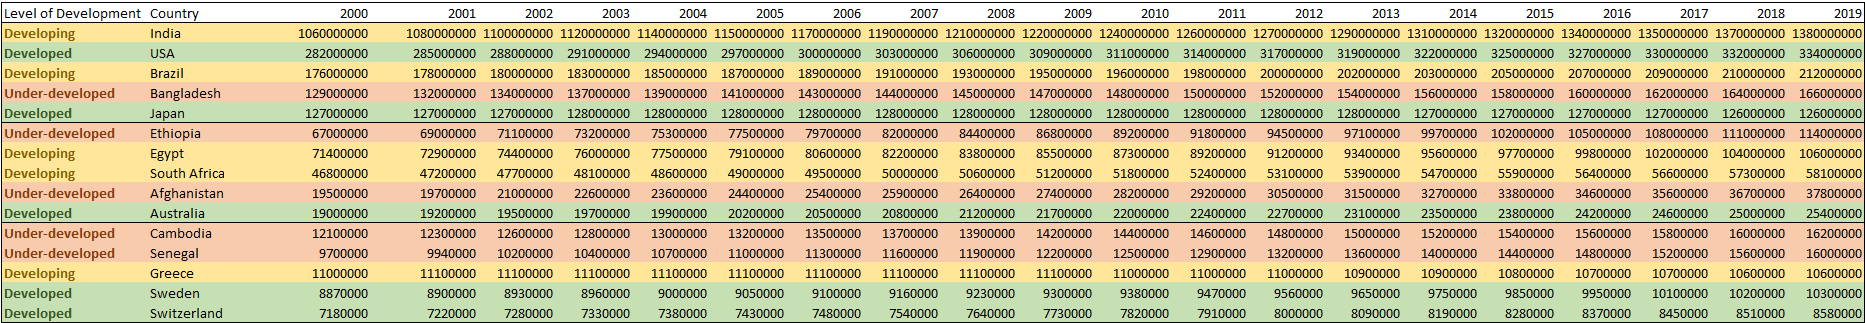 Level of Development Country 2000 2001 2002 2003 2004 2005 2006 2007 2008 2009 2010 2011 2012 2013 2014 2015 2016 2017 2018 2019
Developing India 1060000000 1080000000 1100000000 1120000000 1140000000 1150000000 1170000000 1190000000 1210000000 1220000000 1240000000 1260000000 1270000000 1290000000 1310000000 1320000000 1340000000 1350000000 1370000000 1380000000
Developed USA 282000000 285000000 288000000 291000000 294000000 297000000 300000000 303000000 306000000 309000000 311000000 314000000 317000000 319000000 322000000 325000000 327000000 330000000 332000000 334000000
Developing Brazil 176000000 178000000 180000000 183000000 185000000 187000000 189000000 191000000 193000000 195000000 196000000 198000000 200000000 202000000 203000000 205000000 207000000 209000000 210000000 212000000
Under-developed Bangladesh 129000000 132000000 134000000 137000000 139000000 141000000 143000000 144000000 145000000 147000000 148000000 150000000 152000000 154000000 156000000 158000000 160000000 162000000 164000000 166000000
Developed Japan 127000000 127000000 127000000 128000000 128000000 128000000 128000000 128000000 128000000 128000000 128000000 128000000 128000000 128000000 127000000 127000000 127000000 127000000 126000000 126000000
Under-developed Ethiopia 67000000 69000000 71100000 73200000 75300000 77500000 79700000 82000000 84400000 86800000 89200000 91800000 94500000 97100000 99700000 102000000 105000000 108000000 111000000 114000000
Developing Egypt 71400000 72900000 74400000 76000000 77500000 79100000 80600000 82200000 83800000 85500000 87300000 89200000 91200000 93400000 95600000 97700000 99800000 102000000 104000000 106000000
Developing South Africa 46800000 47200000 47700000 48100000 48600000 49000000 49500000 50000000 50600000 51200000 51800000 52400000 53100000 53900000 54700000 55900000 56400000 56600000 57300000 58100000
Under-developed Afghanistan 19500000 19700000 21000000 22600000 23600000 24400000 25400000 25900000 26400000 27400000 28200000 29200000 30500000 31500000 32700000 33800000 34600000 35600000 36700000 37800000
Developed Australia 19000000 19200000 19500000 19700000 19900000 20200000 20500000 20800000 21200000 21700000 22000000 22400000 22700000 23100000 23500000 23800000 24200000 24600000 25000000 25400000
Under-developed Cambodia 12100000 12300000 12600000 12800000 13000000 13200000 13500000 13700000 13900000 14200000 14400000 14600000 14800000 15000000 15200000 15400000 15600000 15800000 16000000 16200000
Under-developed Senegal 9700000 9940000 10200000 10400000 10700000 11000000 11300000 11600000 11900000 12200000 12500000 12900000 13200000 13600000 14000000 14400000 14800000 15200000 15600000 16000000
Developing Greece 11000000 11100000 11100000 11100000 11100000 11100000 11100000 11100000 11100000 11100000 11100000 11000000 11000000 10900000 10900000 10800000 10700000 10700000 10600000 10600000
Developed Sweden 8870000 8900000 8930000 8960000 9000000 9050000 9100000 9160000 9230000 9300000 9380000 9470000 9560000 9650000 9750000 9850000 9950000 10100000 10200000 10300000
Developed Switzerland 7180000 7220000 7280000 7330000 7380000 7430000 7480000 7540000 7640000 7730000 7820000 7910000 8000000 8090000 8190000 8280000 8370000 8450000 8510000 8580000